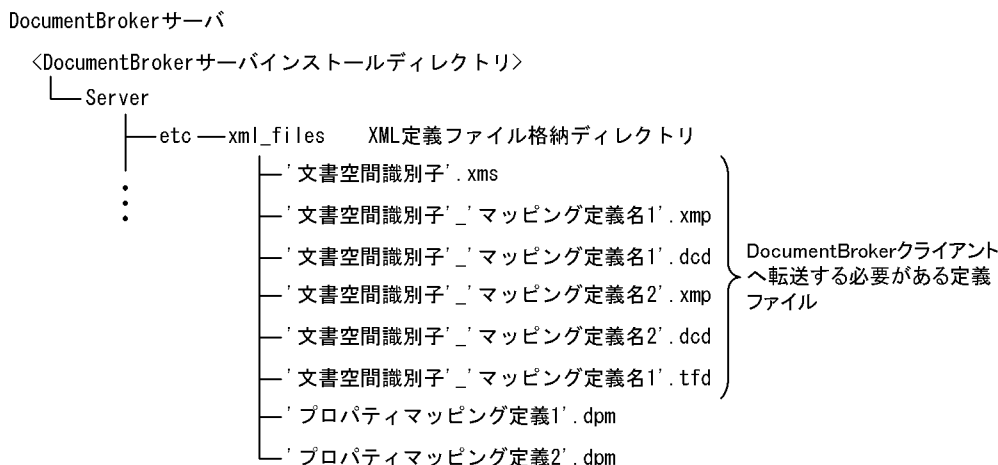 DocumentBrokerサーバ
<DocumentBrokerサーバインストールディレクトリ>
Server
etc xml_files XML定義ファイル格納ディレクトリ
'文書空間識別子'.xms
'文書空間識別子'_'マッピング定義名1'.xmp
'文書空間識別子'_'マッピング定義名1'.dcd
'文書空間識別子'_'マッピング定義名2'.xmp
'文書空間識別子'_'マッピング定義名2'.dcd
'文書空間識別子'_'マッピング定義名1'.tfd
DocumentBrokerクライアント
へ転送する必要がある定義
ファイル
'プロパティマッピング定義1'.dpm
'プロパティマッピング定義2'.dpm